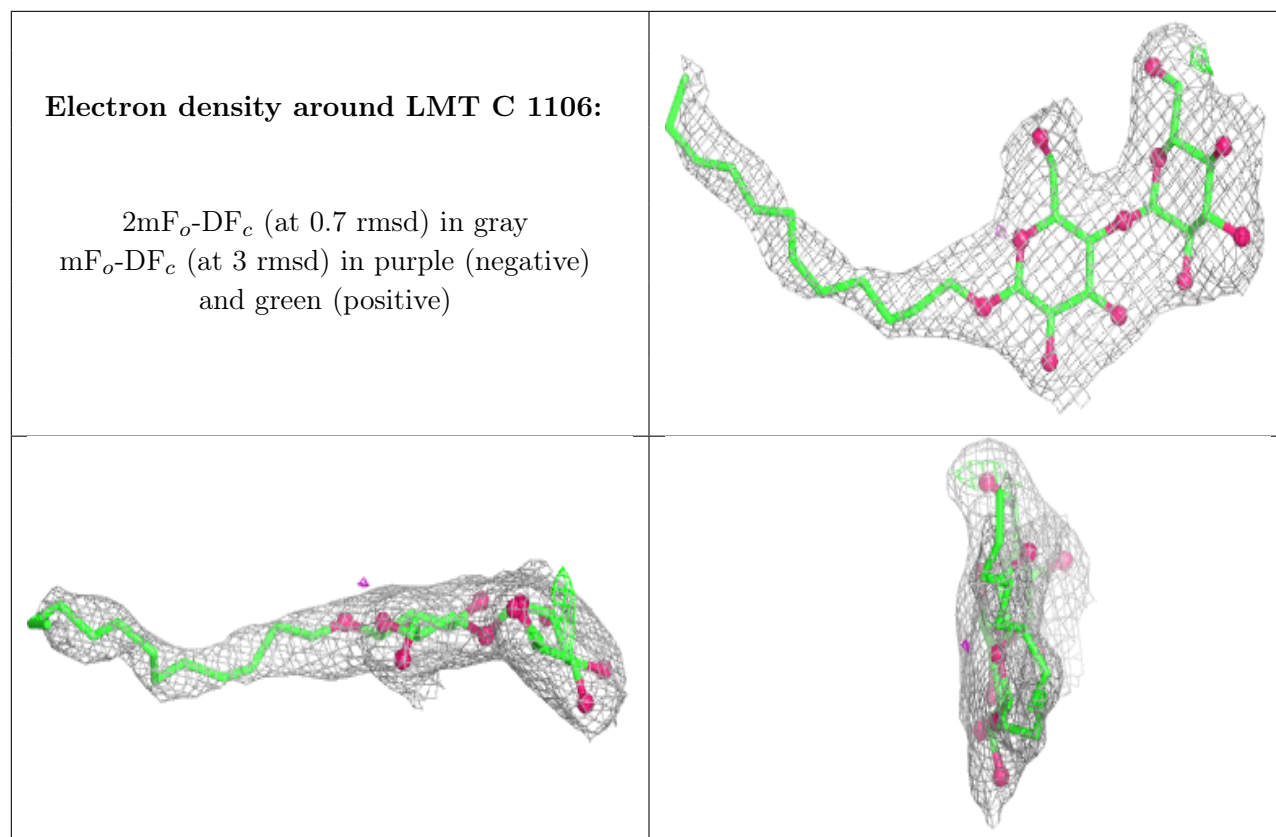 Electron density around LMT C 1106:
2mFₒ-DF𝒸 (at 0.7 rmsd) in gray
mFₒ-DF𝒸 (at 3 rmsd) in purple (negative)
and green (positive)